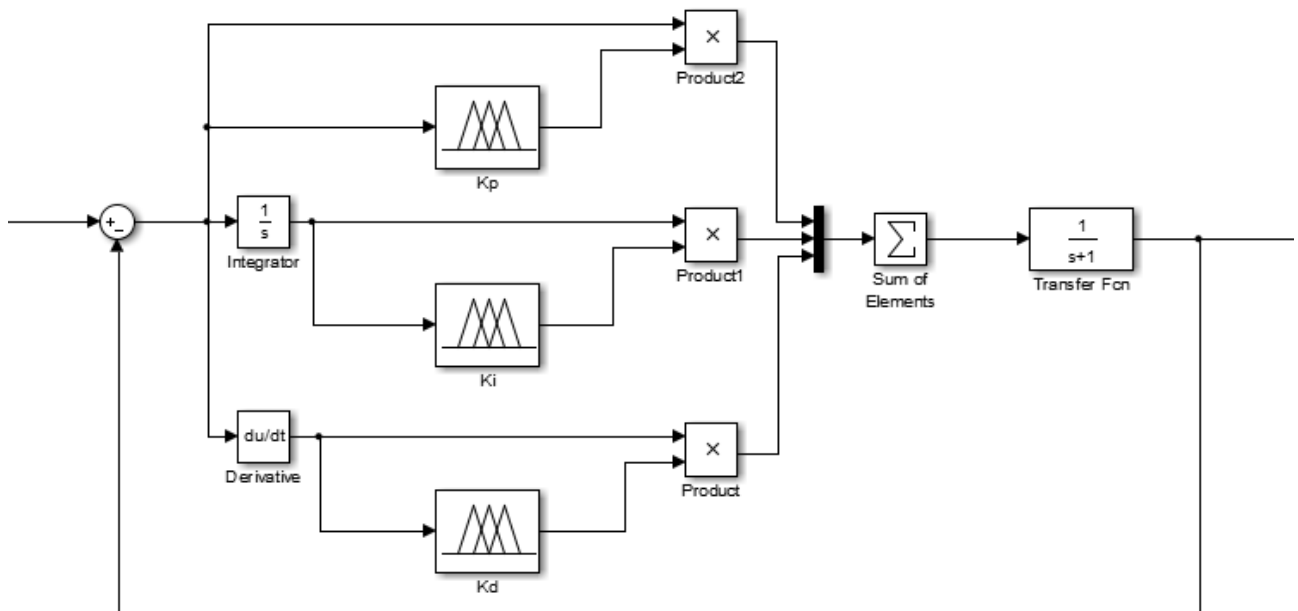 ×
Product2
Kp
+
−
1
s
Integrator
×
Product1
Ki
Sum of
Elements
1
s+1
Transfer Fcn
du/dt
Derivative
×
Product
Kd